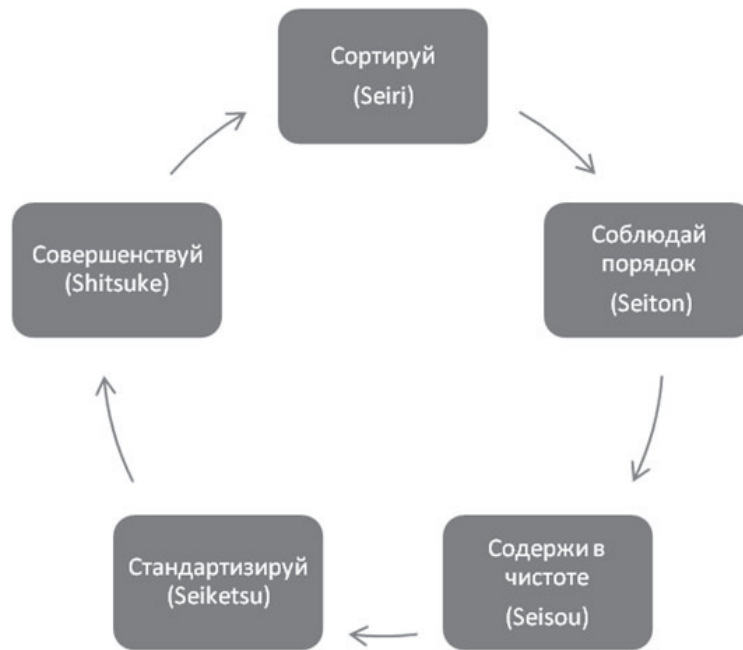 Сортируй
(Seiri)
Соблюдай
порядок
(Seiton)
Содержи в
чистоте
(Seisou)
Стандартизируй
(Seiketsu)
Совершенствуй
(Shitsuke)